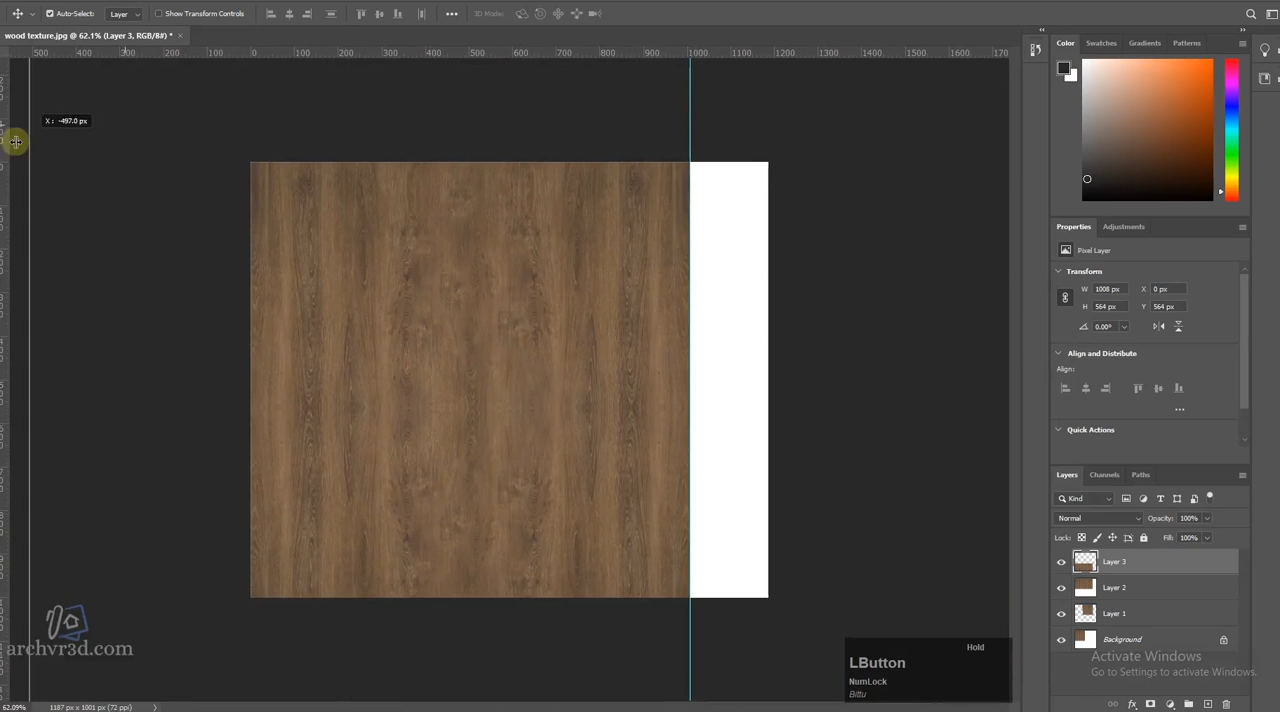 Auto-Select: Layer Show Transform Controls ••• 3D Mode:
wood texture.jpg @ 62.1% (Layer 3, RGB/8#) * ×
500 400 300 200 100 0 100 200 300 400 500 600 700 800 900 1000 1100 1200 1300 1400 1500 1600 170
X : -497.0 px
Color Swatches Gradients Patterns
Properties Adjustments
Pixel Layer
Transform
W 1008 px X 0 px
H 564 px Y 564 px
0.00°
Align and Distribute
Align:
•••
Quick Actions
Layers Channels Paths
Kind
Normal Opacity: 100%
Lock: Fill: 100%
Layer 3
Layer 2
Layer 1
Background
Activate Windows
Go to Settings to activate Windows.
archvr3d.com
Hold
LButton
NumLock
Bittu
62.09% 1187 px x 1001 px (72 ppi)
fx